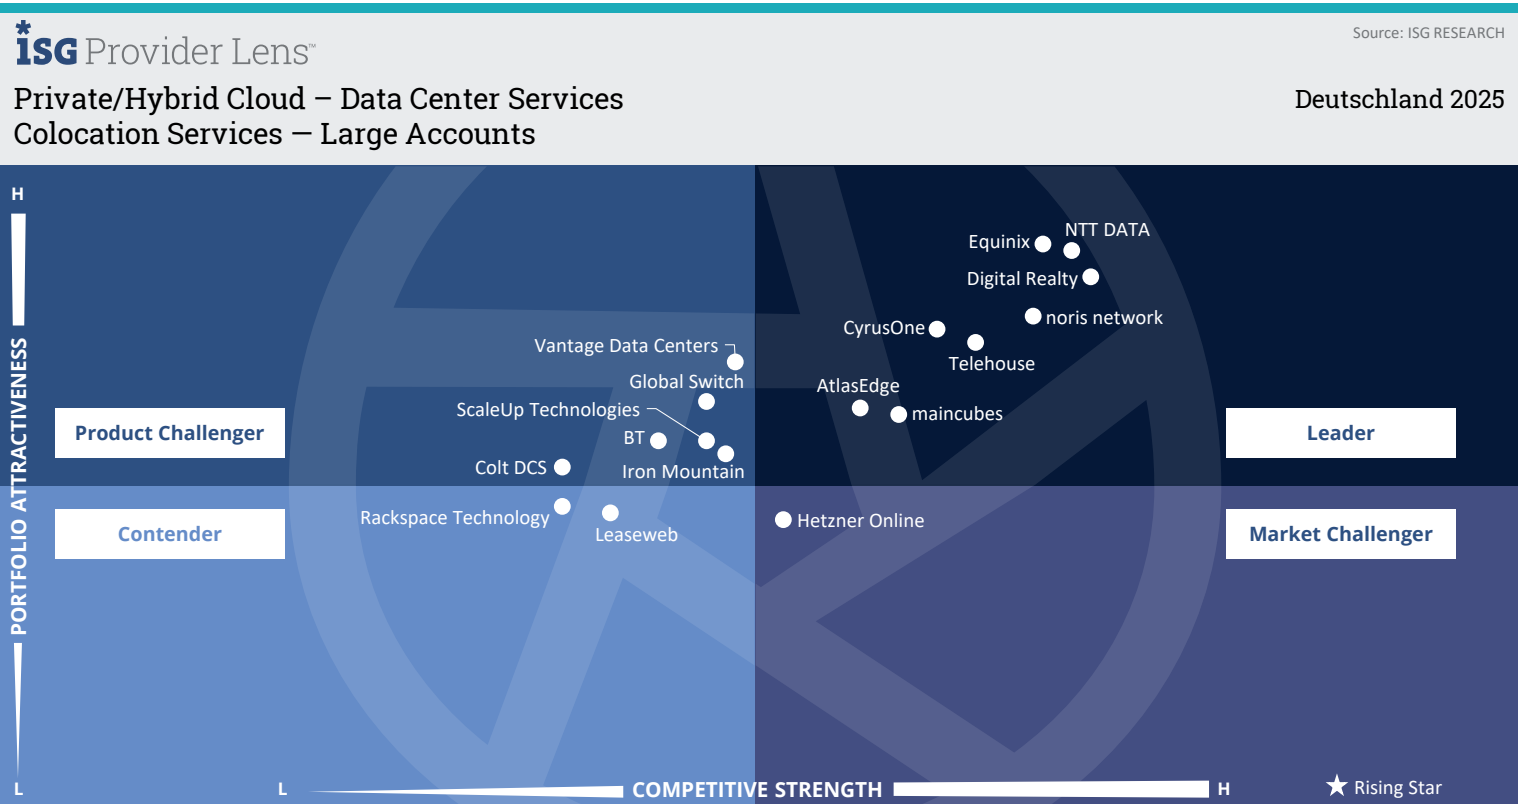 ISG Provider Lens™
Source: ISG RESEARCH
Private/Hybrid Cloud – Data Center Services
Deutschland 2025
Colocation Services — Large Accounts
H
NTT DATA
Equinix
Digital Realty
noris network
CyrusOne
Vantage Data Centers
Telehouse
Global Switch
AtlasEdge
ScaleUp Technologies
maincubes
Product Challenger
Leader
BT
Colt DCS
Iron Mountain
PORTFOLIO ATTRACTIVENESS
Rackspace Technology
Hetzner Online
Contender
Leaseweb
Market Challenger
L
L
COMPETITIVE STRENGTH
H
Rising Star